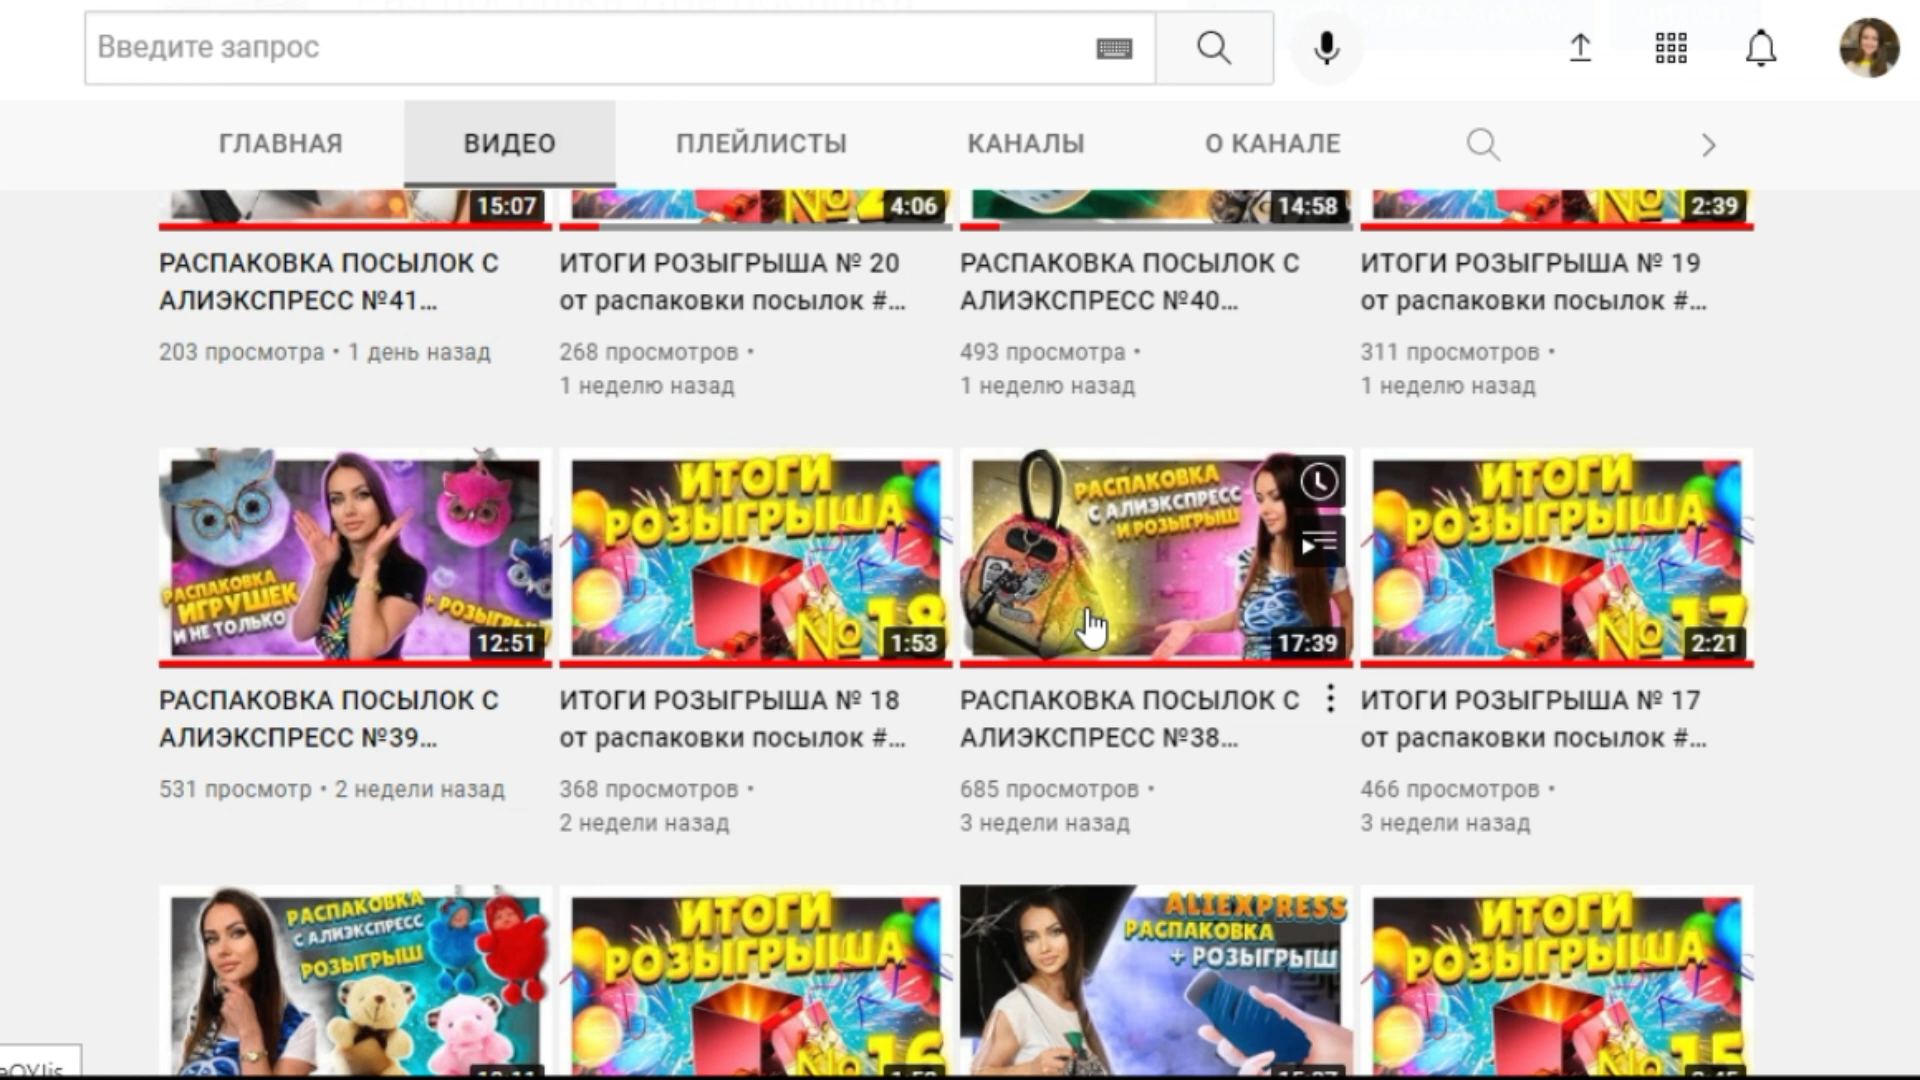 Введите запрос
ГЛАВНАЯ ВИДЕО ПЛЕЙЛИСТЫ КАНАЛЫ О КАНАЛЕ
15:07 4:06 14:58 2:39
РАСПАКОВКА ПОСЫЛОК С
АЛИЭКСПРЕСС №41...
203 просмотра • 1 день назад
ИТОГИ РОЗЫГРЫША № 20
от распаковки посылок #...
268 просмотров •
1 неделю назад
РАСПАКОВКА ПОСЫЛОК С
АЛИЭКСПРЕСС №40...
493 просмотра •
1 неделю назад
ИТОГИ РОЗЫГРЫША № 19
от распаковки посылок #...
311 просмотров •
1 неделю назад
РАСПАКОВКА
ИГРУШЕК
И НЕ ТОЛЬКО
+ РОЗЫГРЫШ
12:51
РАСПАКОВКА ПОСЫЛОК С
АЛИЭКСПРЕСС №39...
531 просмотр • 2 недели назад
ИТОГИ
РОЗЫГРЫША
№18
1:53
ИТОГИ РОЗЫГРЫША № 18
от распаковки посылок #...
368 просмотров •
2 недели назад
РАСПАКОВКА
С АЛИЭКСПРЕСС
И РОЗЫГРЫШ
17:39
РАСПАКОВКА ПОСЫЛОК С
АЛИЭКСПРЕСС №38...
685 просмотров •
3 недели назад
ИТОГИ
РОЗЫГРЫША
№17
2:21
ИТОГИ РОЗЫГРЫША № 17
от распаковки посылок #...
466 просмотров •
3 недели назад
РАСПАКОВКА
С АЛИЭКСПРЕСС
РОЗЫГРЫШ
ИТОГИ
РОЗЫГРЫША
№16
ALIEXPRESS
РАСПАКОВКА
+ РОЗЫГРЫШ
ИТОГИ
РОЗЫГРЫША
№15